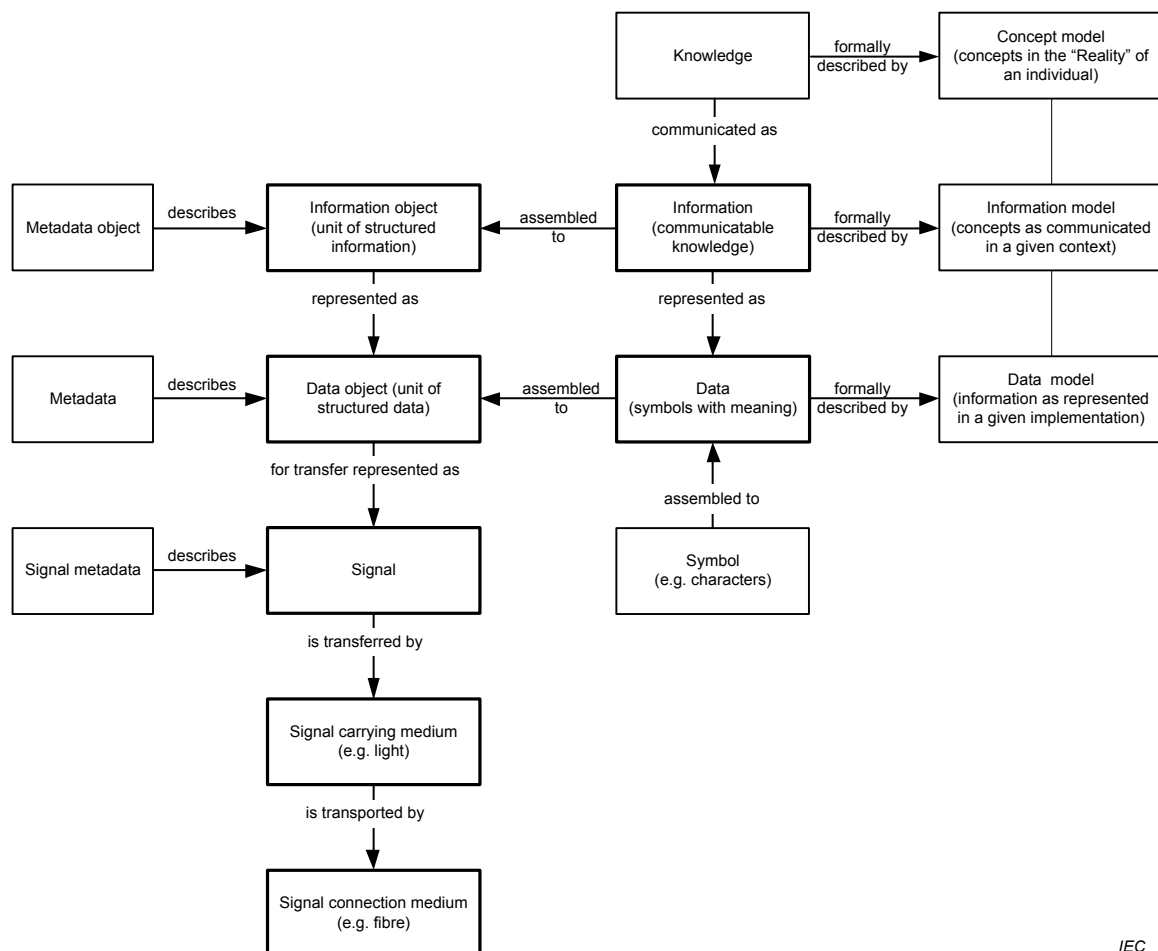 Knowledge
formally
described by
Concept model
(concepts in the “Reality” of
an individual)
communicated as
Metadata object
describes
Information object
(unit of structured
information)
assembled
to
Information
(communicatable
knowledge)
formally
described by
Information model
(concepts as communicated
in a given context)
represented as
represented as
Metadata
describes
Data object (unit of
structured data)
assembled
to
Data
(symbols with meaning)
formally
described by
Data model
(information as represented
in a given implementation)
for transfer represented as
assembled to
Signal metadata
describes
Signal
Symbol
(e.g. characters)
is transferred by
Signal carrying medium
(e.g. light)
is transported by
Signal connection medium
(e.g. fibre)
IEC